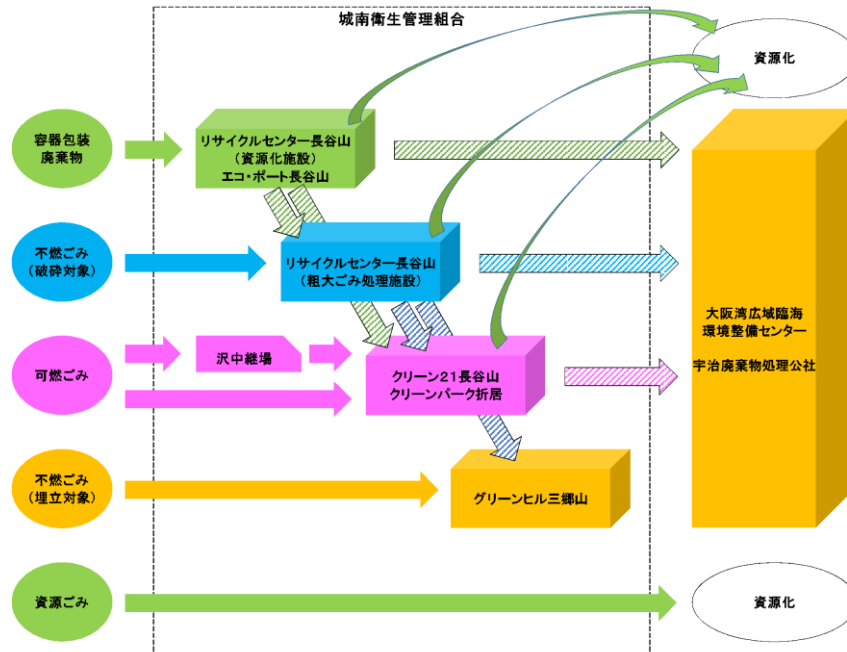 城南衛生管理組合
資源化
容器包装
廃棄物
リサイクルセンター長谷山
(資源化施設)
エコ・ポート長谷山
不燃ごみ
(破砕対象)
リサイクルセンター長谷山
(粗大ごみ処理施設)
大阪湾広域臨海
環境整備センター
宇治廃棄物処理公社
可燃ごみ
沢中継場
クリーン21長谷山
クリーンパーク折居
不燃ごみ
(埋立対象)
グリーンヒル三郷山
資源ごみ
資源化